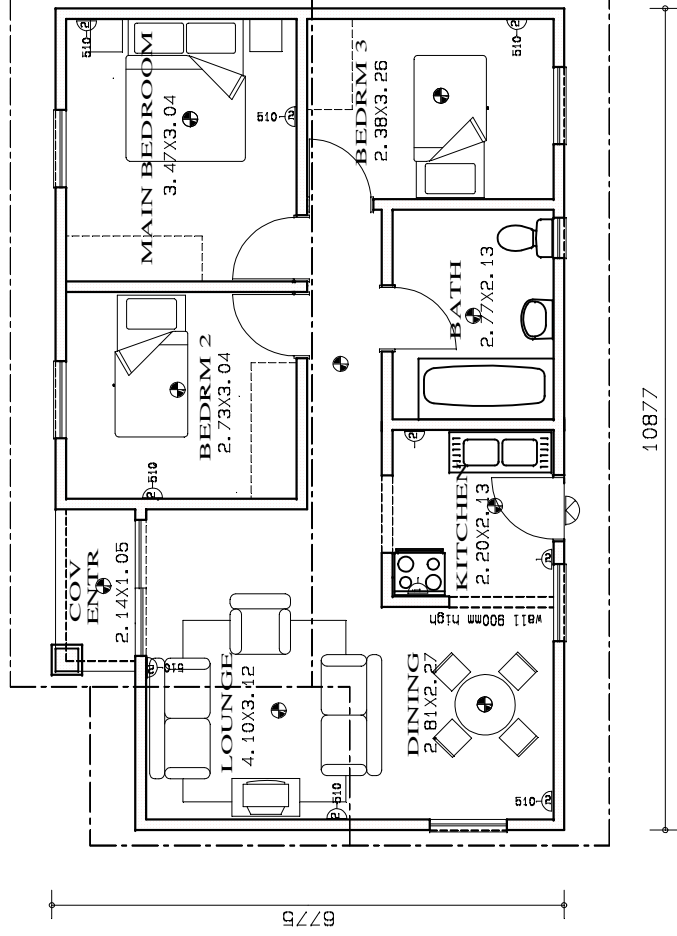 510
510
MAIN BEDROOM
3.47X3.04
510
BEDRM 3
2.38X3.26
BATH
2.77X2.13
BEDRM 2
2.73X3.04
510
KITCHEN
2.20X2.13
COV
ENTR
2.14X1.05
wall 900mm high
510
LOUNGE
4.10X3.12
DINING
2.81X2.27
510
510
10877
6775